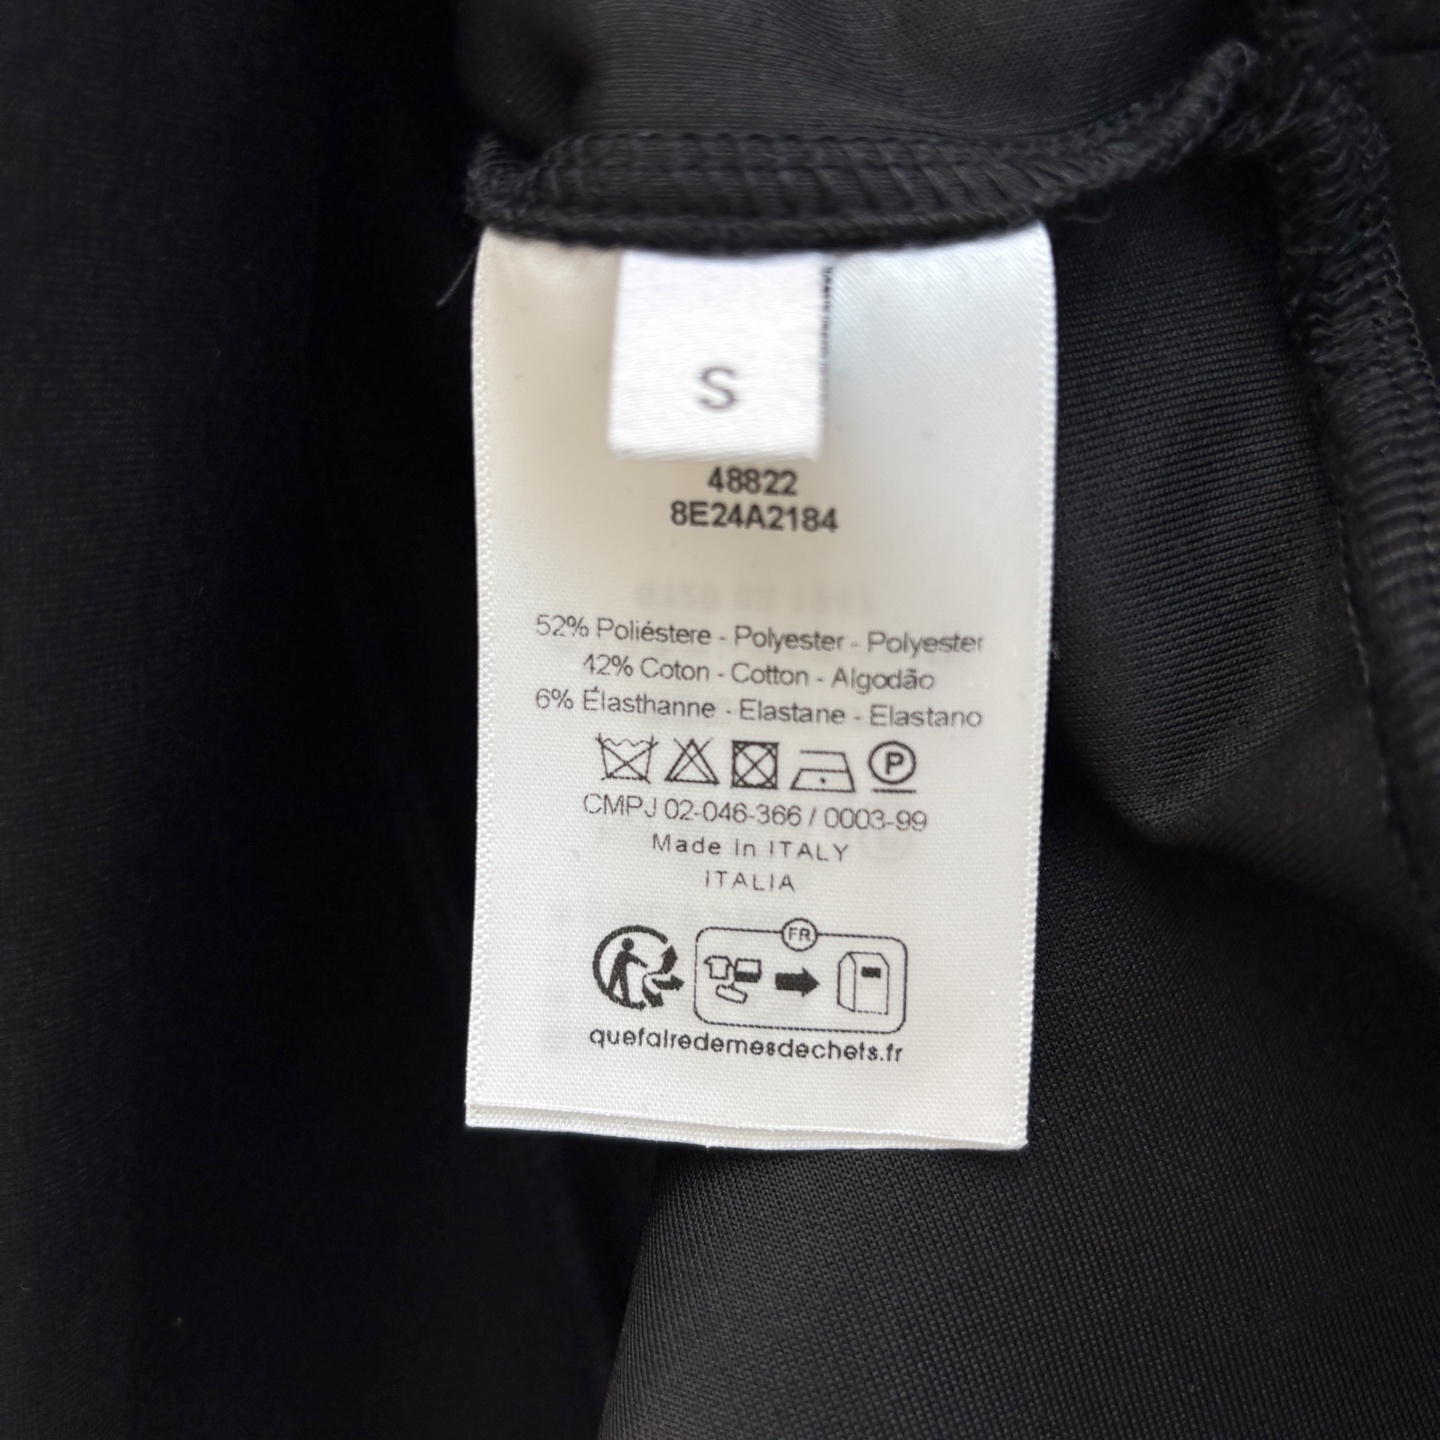 S
48822
8E24A2184
52% Poliéstere - Polyester - Polyester
42% Coton - Cotton - Algodão
6% Élasthanne - Elastane - Elastano
P
CMPJ 02-046-366 / 0003-99
Made in ITALY
ITALIA
FR
quefairedemesdechets.fr